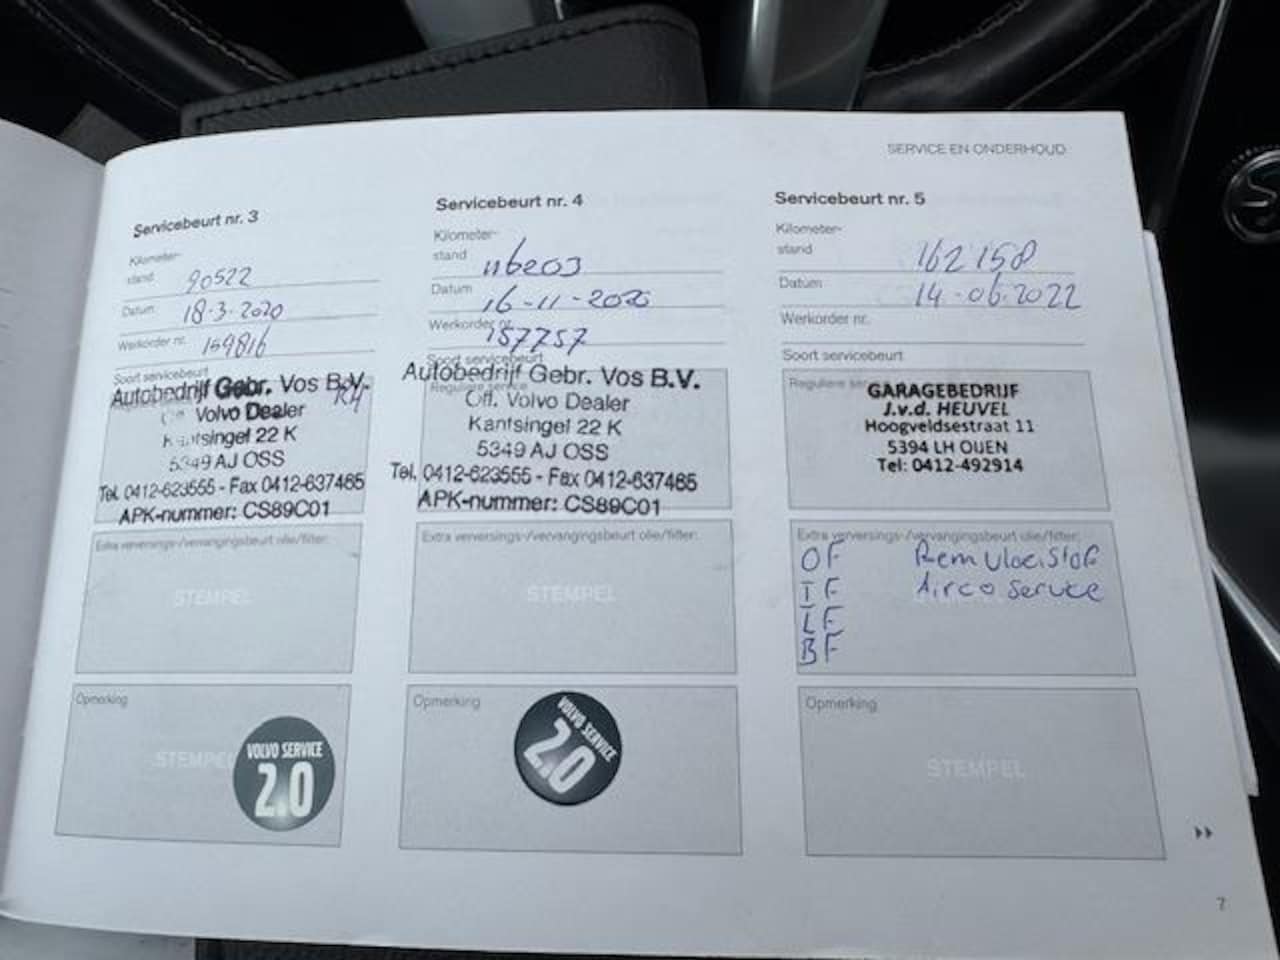 SERVICE EN ONDERHOUD
Servicebeurt nr. 3
Kilometer-
stand 90522
Datum 18-3-2020
Werkorder nr. 159816
Soort servicebeurt
Autobedrijf Gebr. Vos B.V.
Off. Volvo Dealer
Kantsingel 22 K
5349 AJ OSS
Tel. 0412-623555 - Fax 0412-637465
APK-nummer: CS89C01
Extra verversings-/vervangingsbeurt olie/filter:
STEMPEL
Opmerking
STEMPEL
VOLVO SERVICE
2.0
Servicebeurt nr. 4
Kilometer-
stand 116203
Datum 16-11-2020
Werkorder nr. 157757
Soort servicebeurt
Reguliere service
Autobedrijf Gebr. Vos B.V.
Off. Volvo Dealer
Kantsingel 22 K
5349 AJ OSS
Tel. 0412-623555 - Fax 0412-637465
APK-nummer: CS89C01
Extra verversings-/vervangingsbeurt olie/filter:
STEMPEL
Opmerking
VOLVO SERVICE
2.0
Servicebeurt nr. 5
Kilometer-
stand 162158
Datum 14-06-2022
Werkorder nr.
Soort servicebeurt
Reguliere
GARAGEBEDRIJF
J.v.d. HEUVEL
Hoogveldsestraat 11
5394 LH OIJEN
Tel: 0412-492914
Extra verversings-/vervangingsbeurt olie/filter:
OF Remvloeistof
IF Airco Service
LF
BF
Opmerking
STEMPEL
7